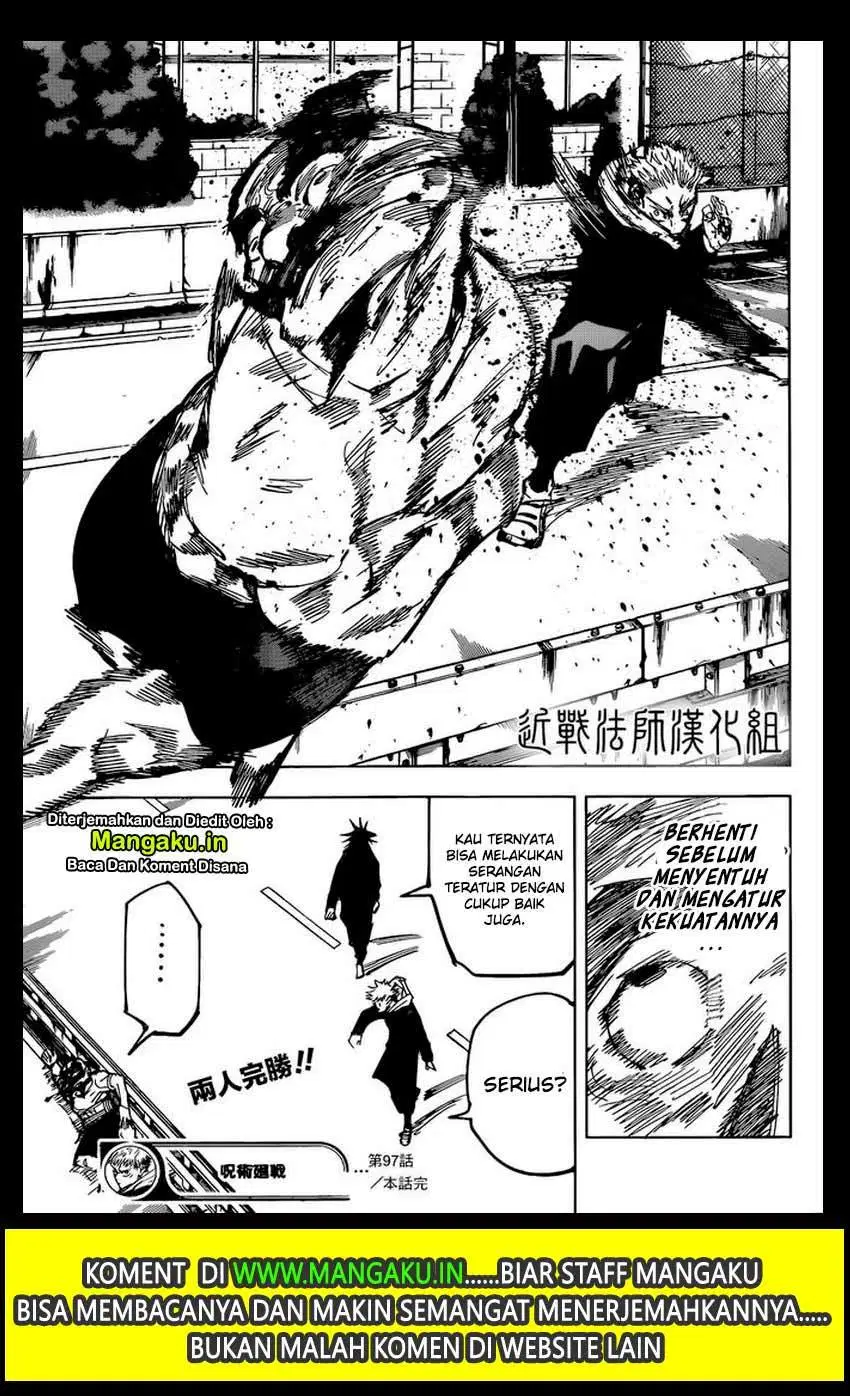 近戰法師漢化組
BERHENTI
SEBELUM
MENYENTUH
DAN MENGATUR
KEKUATANNYA
...
KAU TERNYATA
BISA MELAKUKAN
SERANGAN
TERATUR DENGAN
CUKUP BAIK
JUGA.
SERIUS?
Diterjemahkan dan Diedit Oleh :
Mangaku.in
Baca Dan Koment Disana
......
兩人完勝!!
呪術廻戦
...第97話
／本話完
KOMENT DI WWW.MANGAKU.IN......BIAR STAFF MANGAKU
BISA MEMBACANYA DAN MAKIN SEMANGAT MENERJEMAHKANNYA.....
BUKAN MALAH KOMEN DI WEBSITE LAIN